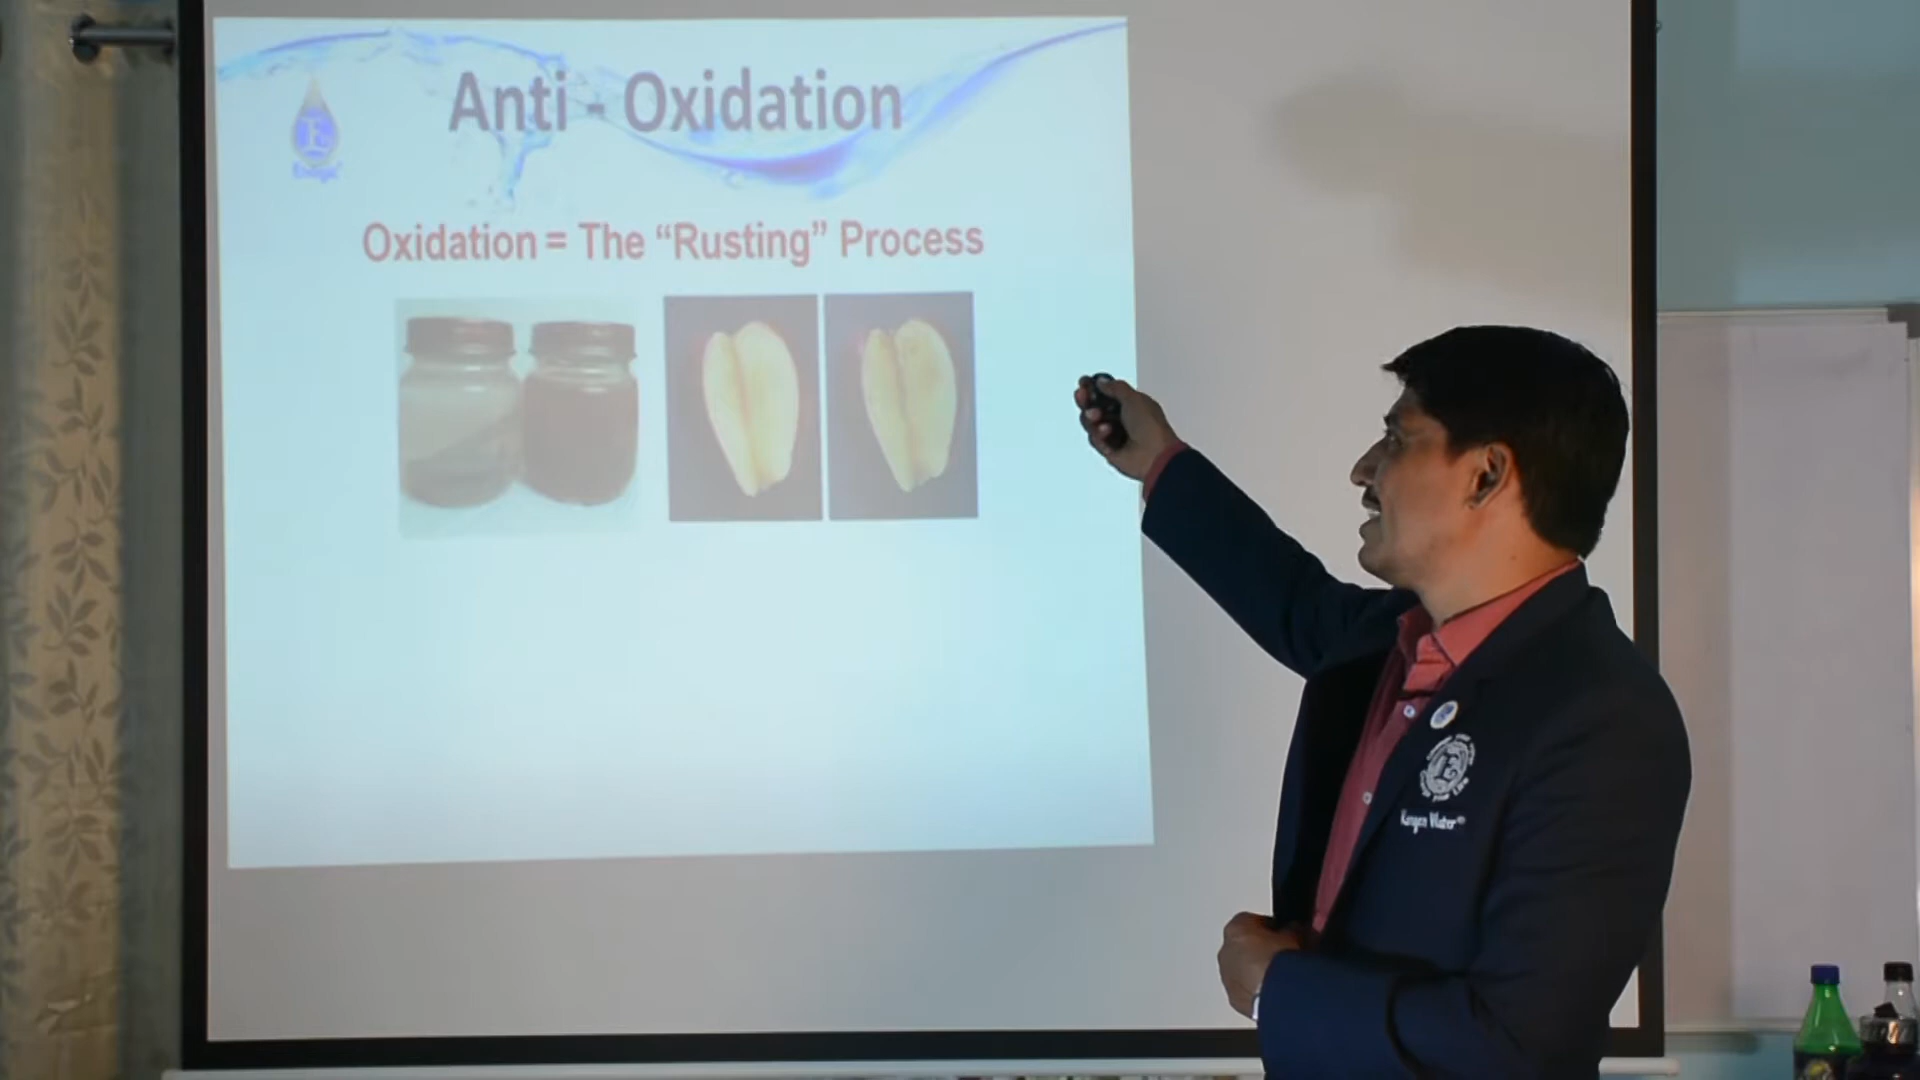 Anti - Oxidation
Oxidation = The “Rusting” Process
Kangen Water®